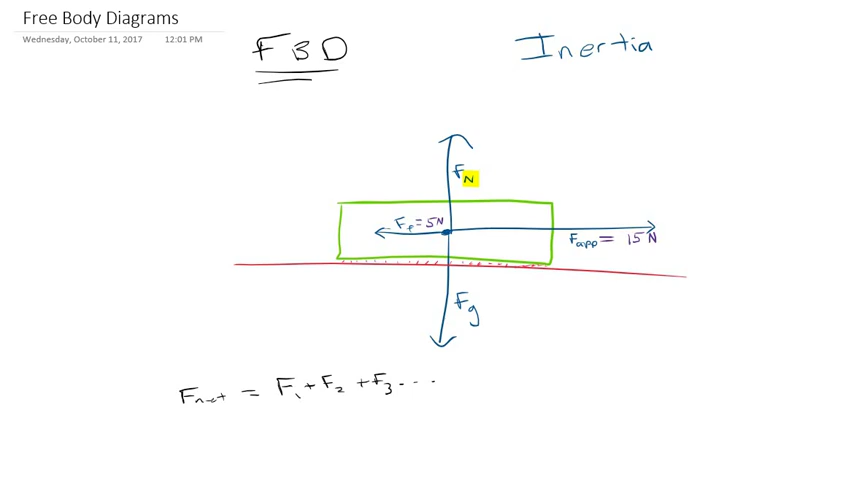 Free Body Diagrams
Wednesday, October 11, 2017 12:01 PM
FBD
Inertia
FN
Ff = 5N
Fapp = 15 N
Fg
Fnet = F1 + F2 + F3 ....